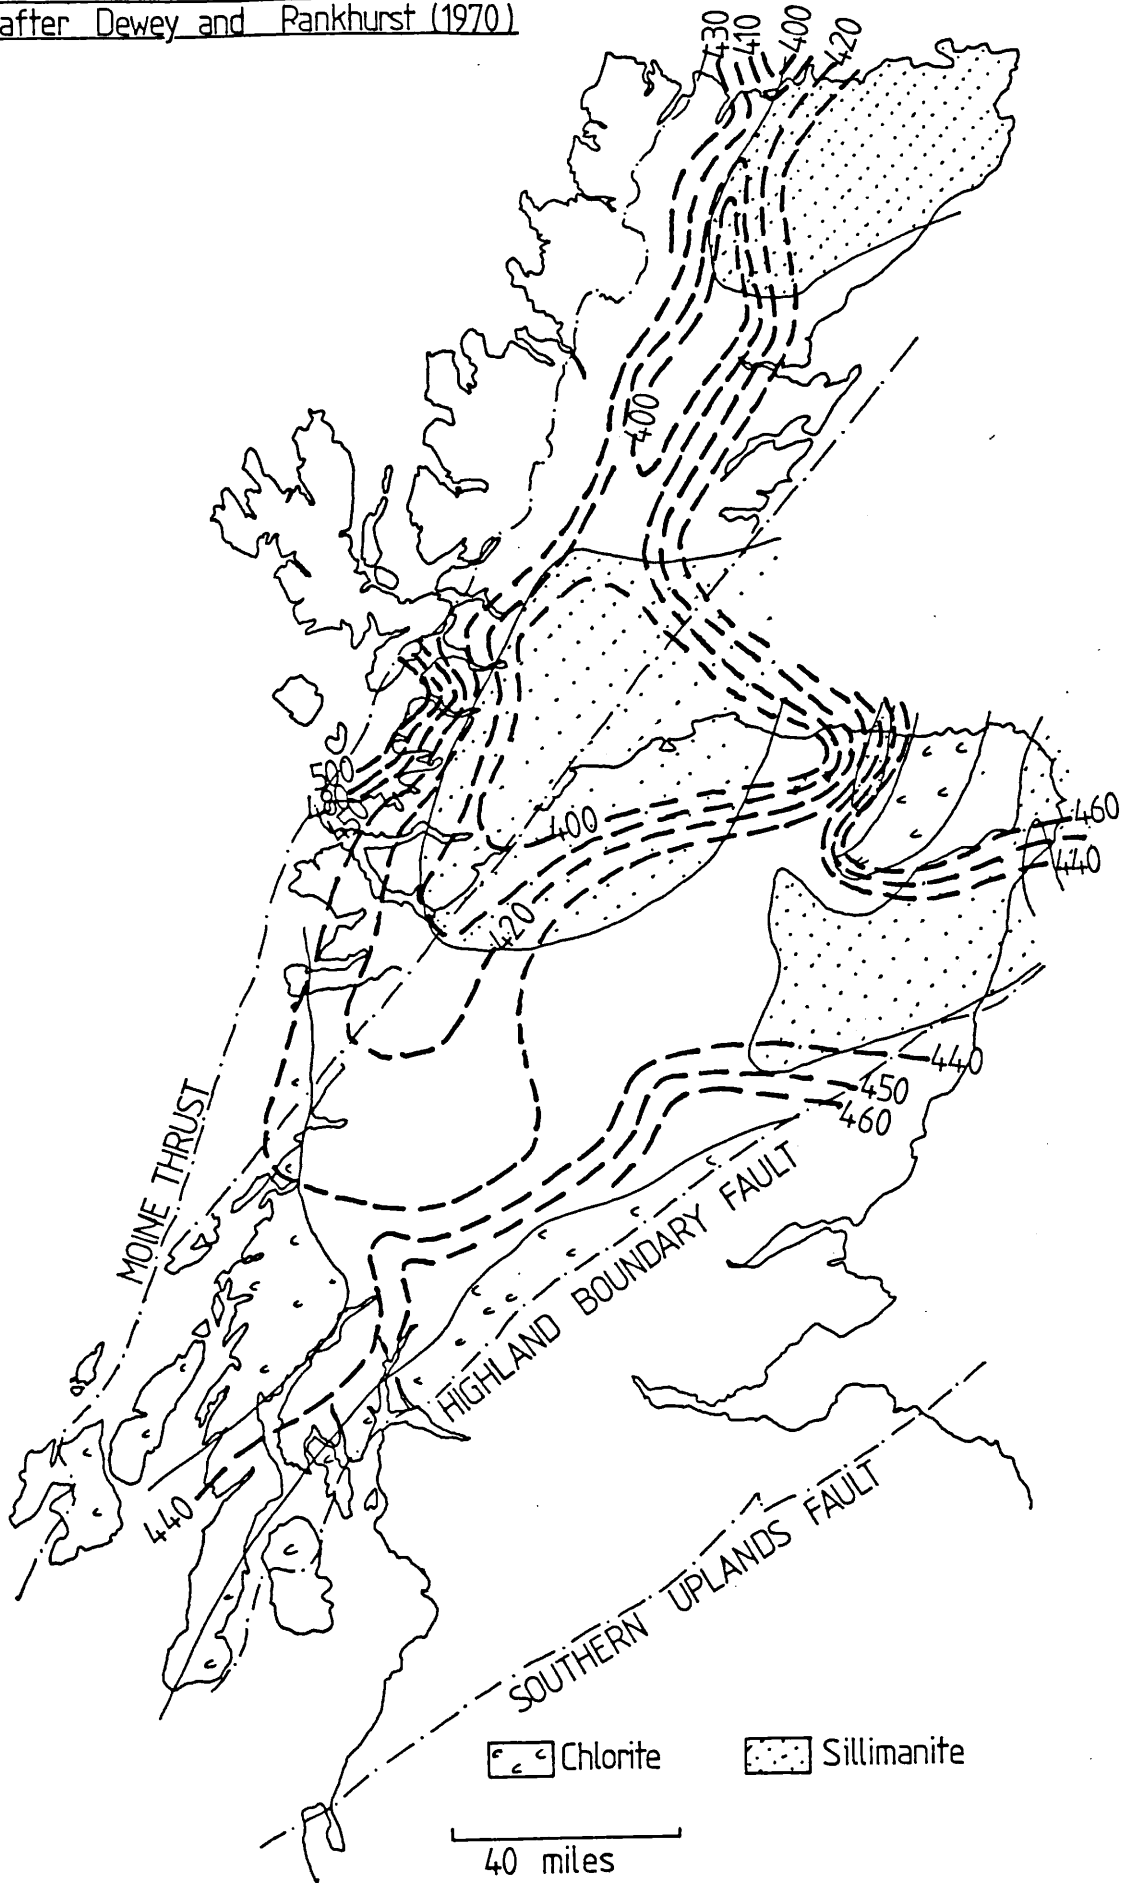 after Dewey and Pankhurst (1970)
430
410
400
420
400
500
400
420
460
440
440
450
460
MOINE THRUST
HIGHLAND BOUNDARY FAULT
440
SOUTHERN UPLANDS FAULT
Chlorite
Sillimanite
40 miles